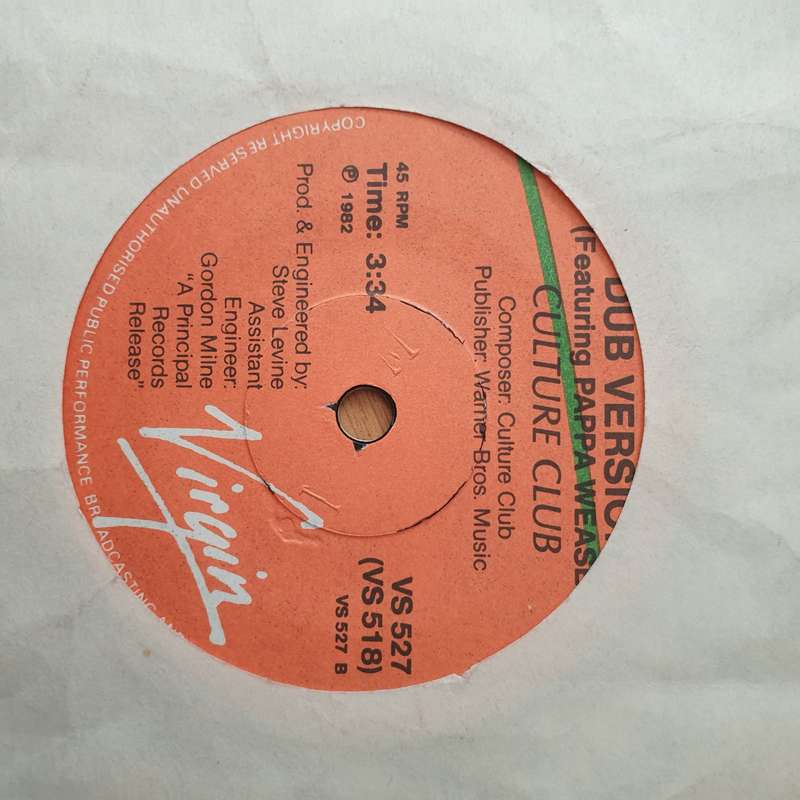 DUB VERSIO
(Featuring PAPPA WEASE
CULTURE CLUB
Composer: Culture Club
Publisher: Warner Bros. Music
45 RPM
Time: 3:34
℗ 1982
Prod. & Engineered by:
Steve Levine
Assistant
Engineer:
Gordon Milne
"A Principal
Records
Release"
VS 527
(VS 518)
VS 527 B
Virgin
COPYRIGHT RESERVED UNAUTHORISED PUBLIC PERFORMANCE BROADCASTING AN